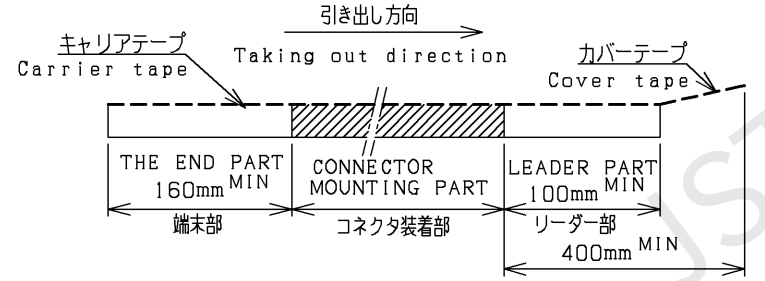 引き出し方向
Taking out direction
キャリアテープ
Carrier tape
カバーテープ
Cover tape
THE END PART
160mm MIN
端末部
CONNECTOR
MOUNTING PART
コネクタ装着部
LEADER PART
100mm MIN
リーダー部
400mm MIN
JST